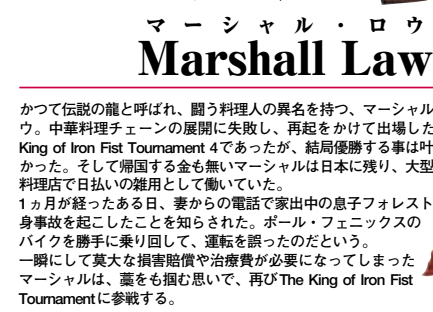 マーシャル・ロウ
Marshall Law
かつて伝説の龍と呼ばれ、闘う料理人の異名を持つ、マーシャル
ウ。中華料理チェーンの展開に失敗し、再起をかけて出場した
King of Iron Fist Tournament 4であったが、結局優勝する事は叶
かった。そして帰国する金も無いマーシャルは日本に残り、大型
料理店で日払いの雑用として働いていた。
1ヵ月が経ったある日、妻からの電話で家出中の息子フォレスト
身事故を起こしたことを知らされた。ポール・フェニックスの
バイクを勝手に乗り回して、運転を誤ったのだという。
一瞬にして莫大な損害賠償や治療費が必要になってしまった
マーシャルは、藁をも掴む思いで、再びThe King of Iron Fist
Tournamentに参戦する。